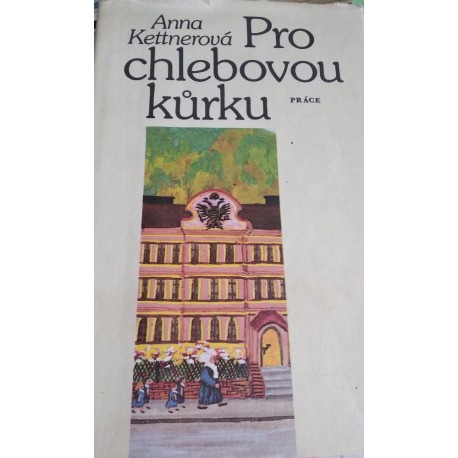 Anna
Kettnerová
Pro
chlebovou
kůrku
PRÁCE